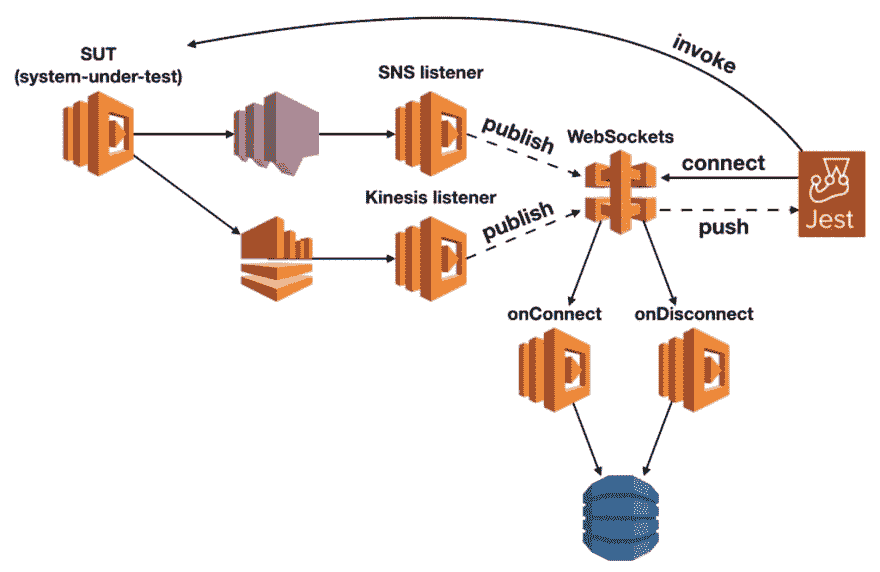 invoke
SUT
(system-under-test)
SNS listener
publish
WebSockets
connect
Jest
Kinesis listener
publish
push
onConnect
onDisconnect